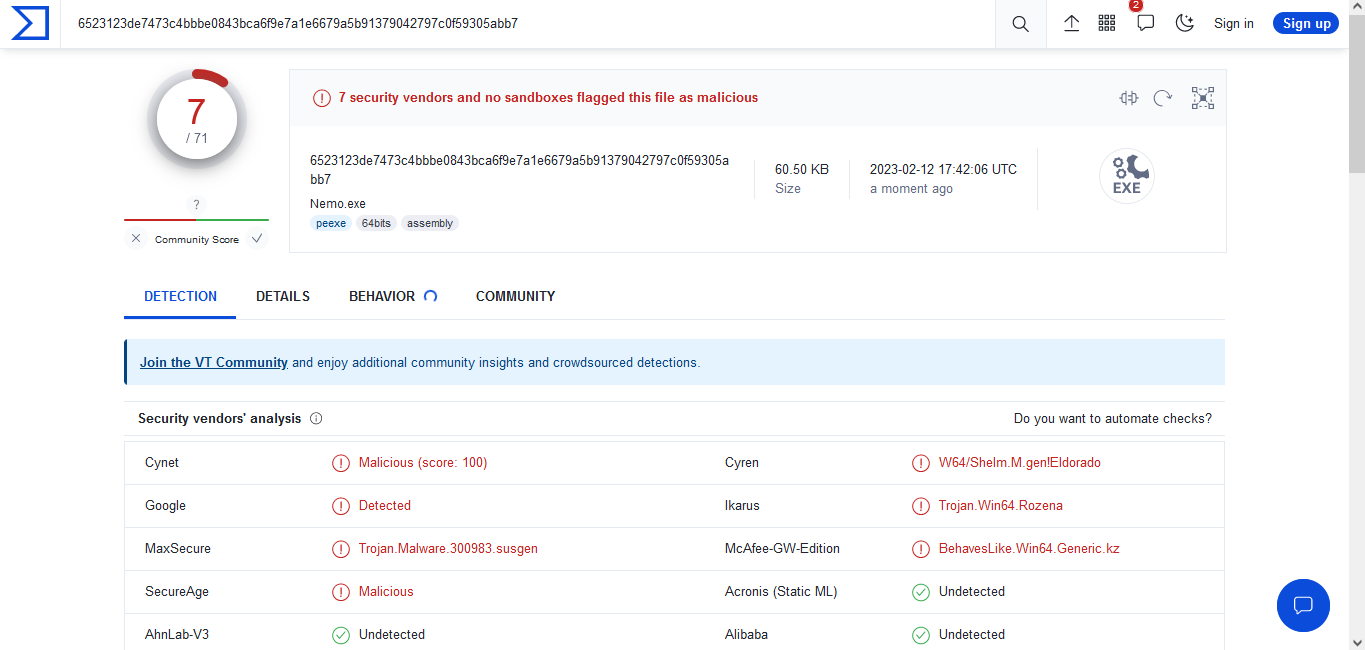 6523123de7473c4bbbe0843bca6f9e7a1e6679a5b91379042797c0f59305abb7
2
Sign in
Sign up
7
/ 71
?
Community Score
7 security vendors and no sandboxes flagged this file as malicious
6523123de7473c4bbbe0843bca6f9e7a1e6679a5b91379042797c0f59305a
bb7
Nemo.exe
peexe 64bits assembly
60.50 KB
Size
2023-02-12 17:42:06 UTC
a moment ago
EXE
DETECTION DETAILS BEHAVIOR COMMUNITY
Join the VT Community and enjoy additional community insights and crowdsourced detections.
Security vendors' analysis
Do you want to automate checks?
Cynet Malicious (score: 100) Cyren W64/Shelm.M.gen!Eldorado
Google Detected Ikarus Trojan.Win64.Rozena
MaxSecure Trojan.Malware.300983.susgen McAfee-GW-Edition BehavesLike.Win64.Generic.kz
SecureAge Malicious Acronis (Static ML) Undetected
AhnLab-V3 Undetected Alibaba Undetected